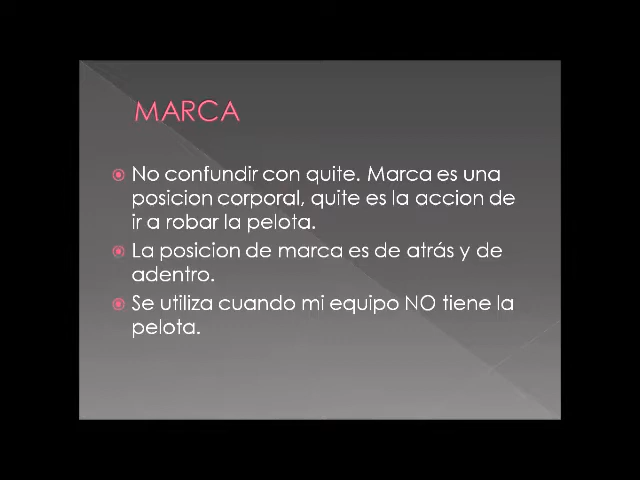 MARCA
No confundir con quite. Marca es una
posicion corporal, quite es la accion de
ir a robar la pelota.
La posicion de marca es de atrás y de
adentro.
Se utiliza cuando mi equipo NO tiene la
pelota.